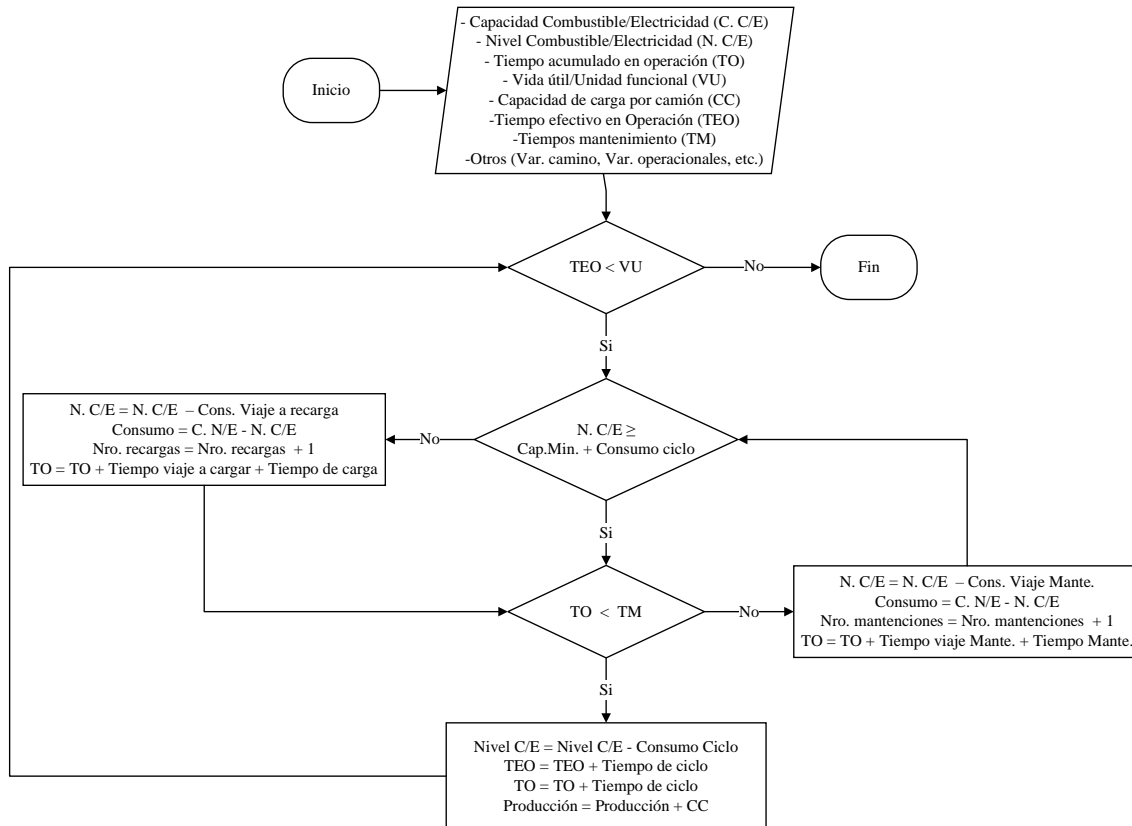 - Capacidad Combustible/Electricidad (C. C/E)
- Nivel Combustible/Electricidad (N. C/E)
- Tiempo acumulado en operación (TO)
- Vida útil/Unidad funcional (VU)
- Capacidad de carga por camión (CC)
-Tiempo efectivo en Operación (TEO)
-Tiempos mantenimiento (TM)
-Otros (Var. camino, Var. operacionales, etc.)
Inicio
TEO < VU
No
Fin
Si
N. C/E = N. C/E – Cons. Viaje a recarga
Consumo = C. N/E - N. C/E
Nro. recargas = Nro. recargas + 1
TO = TO + Tiempo viaje a cargar + Tiempo de carga
No
N. C/E ≥
Cap.Min. + Consumo ciclo
Si
TO < TM
No
N. C/E = N. C/E – Cons. Viaje Mante.
Consumo = C. N/E - N. C/E
Nro. mantenciones = Nro. mantenciones + 1
TO = TO + Tiempo viaje Mante. + Tiempo Mante.
Si
Nivel C/E = Nivel C/E - Consumo Ciclo
TEO = TEO + Tiempo de ciclo
TO = TO + Tiempo de ciclo
Producción = Producción + CC